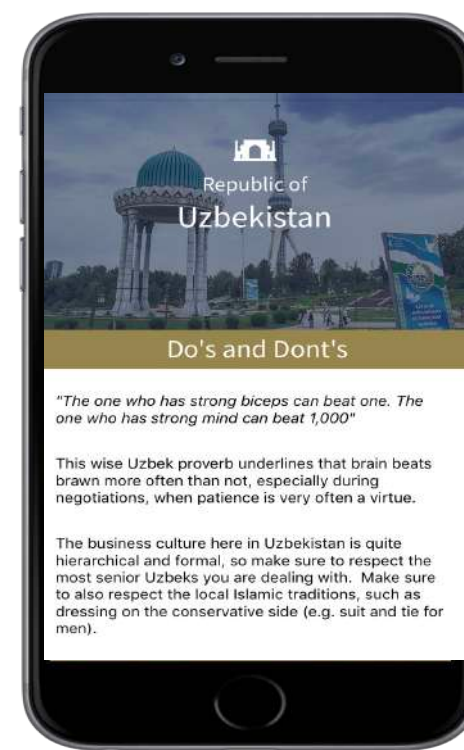 Republic of
Uzbekistan
Do's and Dont's
"The one who has strong biceps can beat one. The
one who has strong mind can beat 1,000"
This wise Uzbek proverb underlines that brain beats
brawn more often than not, especially during
negotiations, when patience is very often a virtue.
The business culture here in Uzbekistan is quite
hierarchical and formal, so make sure to respect the
most senior Uzbeks you are dealing with.  Make sure
to also respect the local Islamic traditions, such as
dressing on the conservative side (e.g. suit and tie for
men).